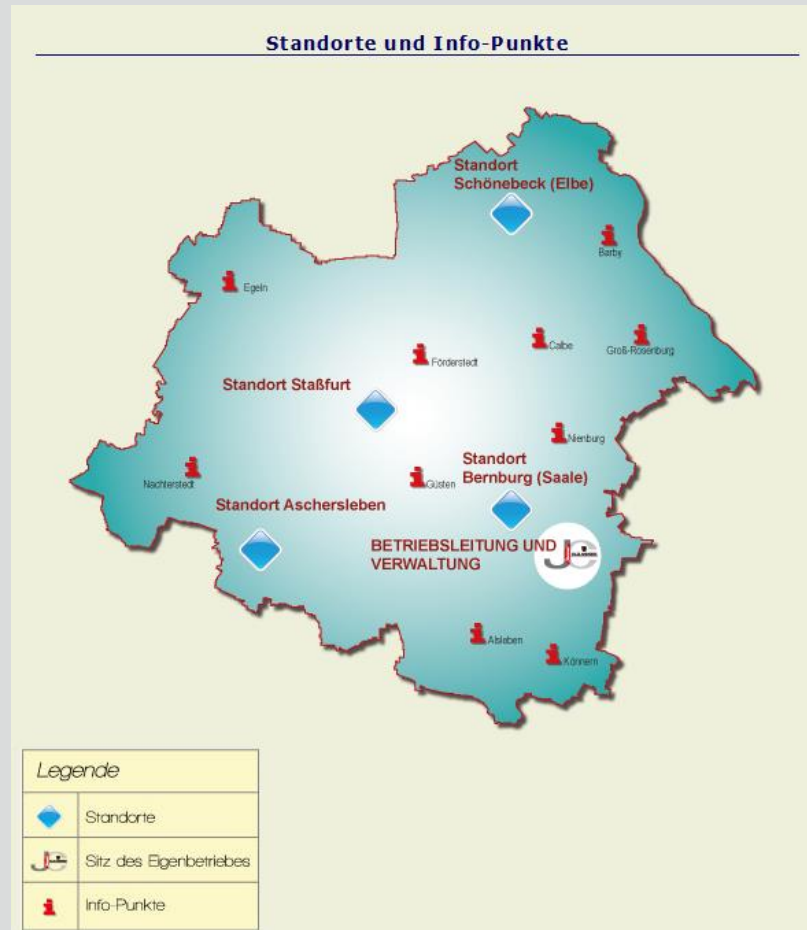 Standorte und Info-Punkte
Standort
Schönebeck (Elbe)
Barby
Egeln
Calbe
Groß-Rosenburg
Förderstedt
Standort Staßfurt
Nienburg
Standort
Bernburg (Saale)
Nachterstedt
Güsten
Standort Aschersleben
BETRIEBSLEITUNG UND
VERWALTUNG
JC
Alsleben
Könnern
Legende
Standorte
Sitz des Eigenbetriebes
Info-Punkte